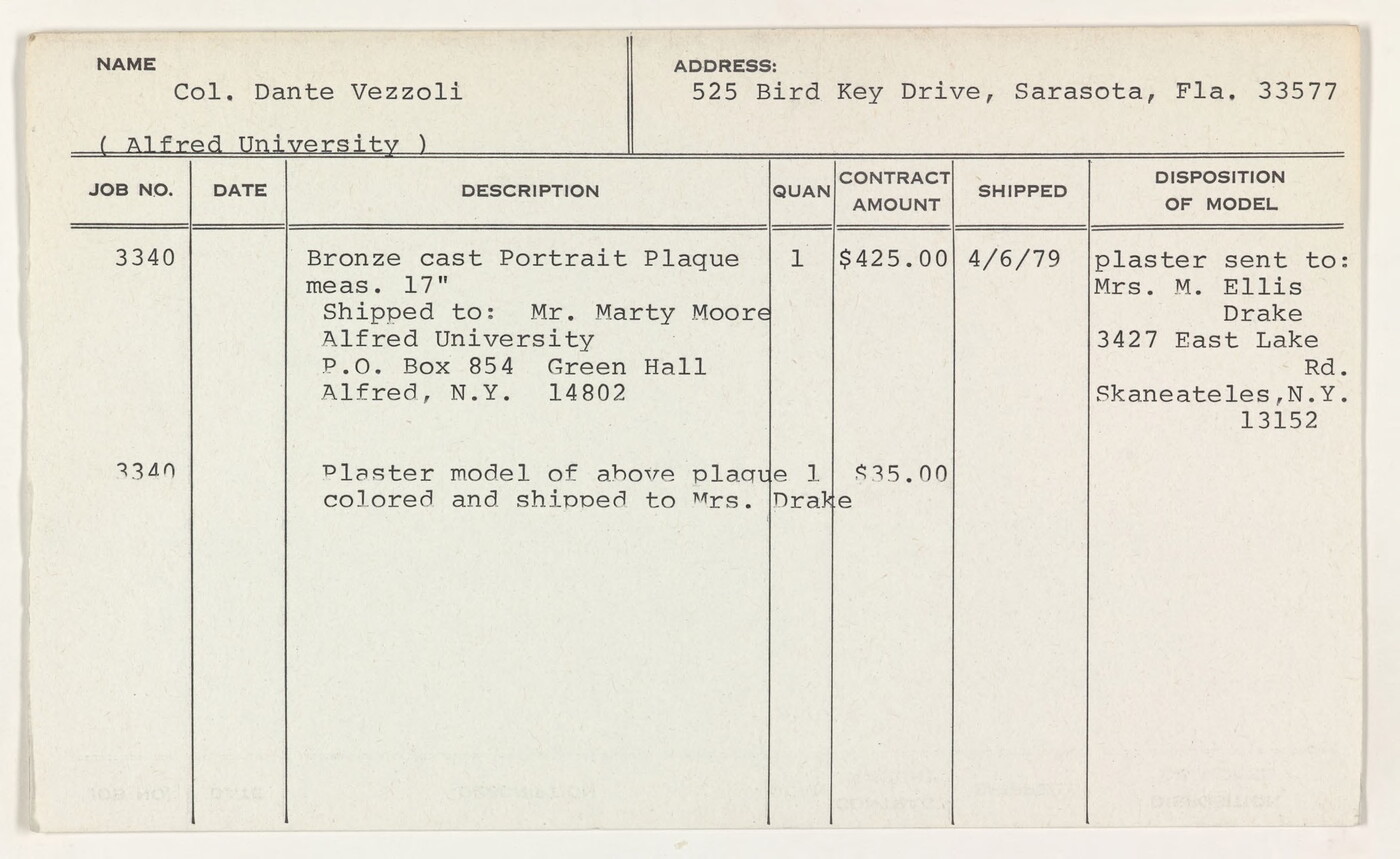 NAME
Col. Dante Vezzoli
( Alfred University )
ADDRESS:
525 Bird Key Drive, Sarasota, Fla. 33577
JOB NO. DATE DESCRIPTION QUAN CONTRACT AMOUNT SHIPPED DISPOSITION OF MODEL
3340 Bronze cast Portrait Plaque 1 $425.00 4/6/79 plaster sent to:
meas. 17" Mrs. M. Ellis
Shipped to: Mr. Marty Moore Drake
Alfred University 3427 East Lake
P.O. Box 854 Green Hall Rd.
Alfred, N.Y. 14802 Skaneateles,N.Y.
13152
3340 Plaster model of above plaque 1 $35.00
colored and shipped to Mrs. Drake